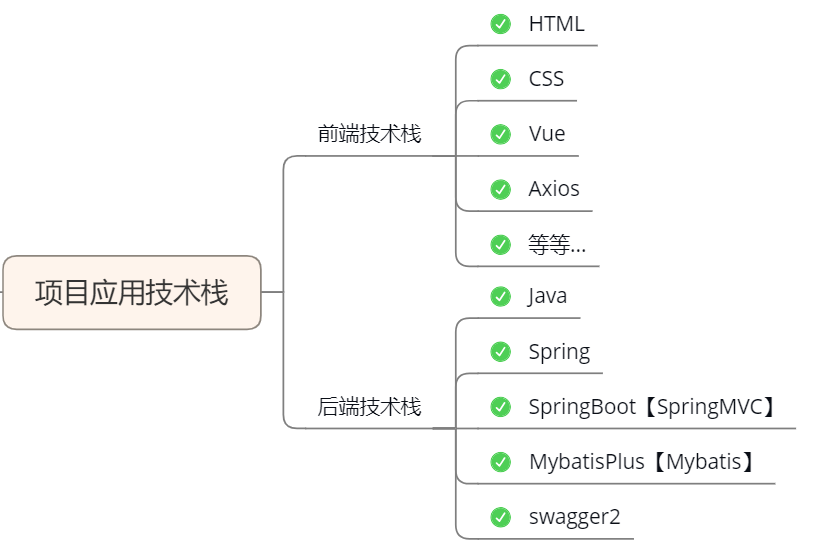 项目应用技术栈
前端技术栈
HTML
CSS
Vue
Axios
等等...
后端技术栈
Java
Spring
SpringBoot【SpringMVC】
MybatisPlus【Mybatis】
swagger2